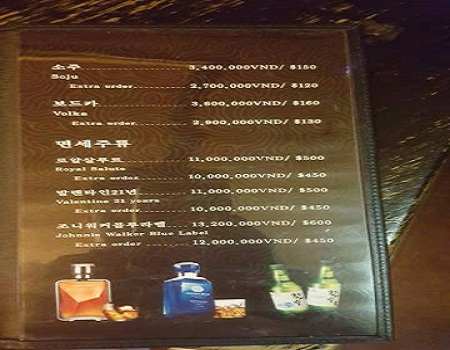 소주 3,400,000VND/ $150
Soju
Extra order 2,700,000VND/ $120
보드카 3,600,000VND/ $160
Volka
Extra order 2,900,000VND/ $130
면세주류
로얄살루트 11,000,000VND/ $500
Royal Salute
Extra order 10,000,000VND/ $450
발렌타인21년 11,000,000VND/ $500
Valentine 21 years
Extra order 10,000,000VND/ $450
조니워커블루라벨 13,200,000VND/ $600
Johnnie Walker Blue Label
Extra order 12,000,000VND/ $450